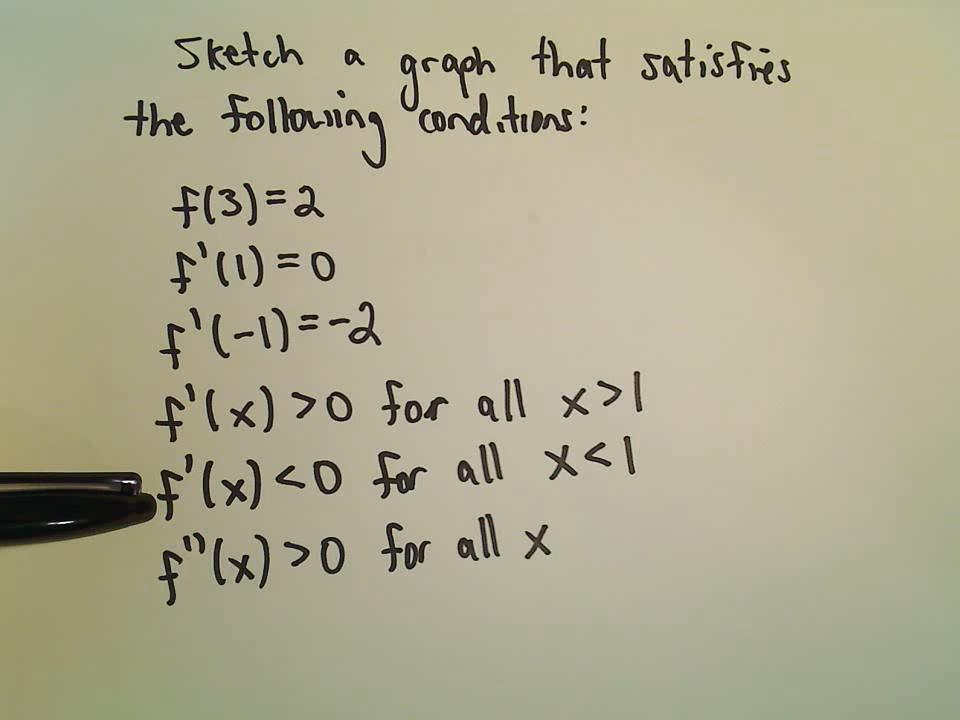 Sketch a graph that satisfies
the following conditions:
f(3)=2
f'(1)=0
f'(-1)=-2
f'(x)>0 for all x>1
f'(x)<0 for all x<1
f''(x)>0 for all x